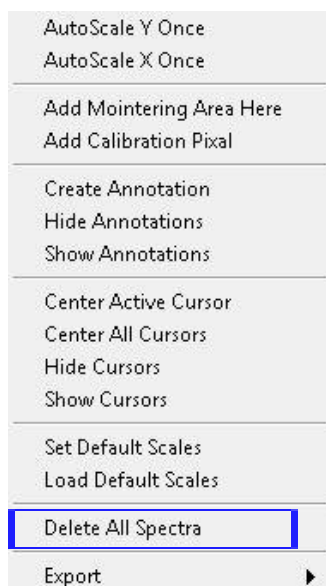 AutoScale Y Once
AutoScale X Once
Add Mointering Area Here
Add Calibration Pixal
Create Annotation
Hide Annotations
Show Annotations
Center Active Cursor
Center All Cursors
Hide Cursors
Show Cursors
Set Default Scales
Load Default Scales
Delete All Spectra
Export